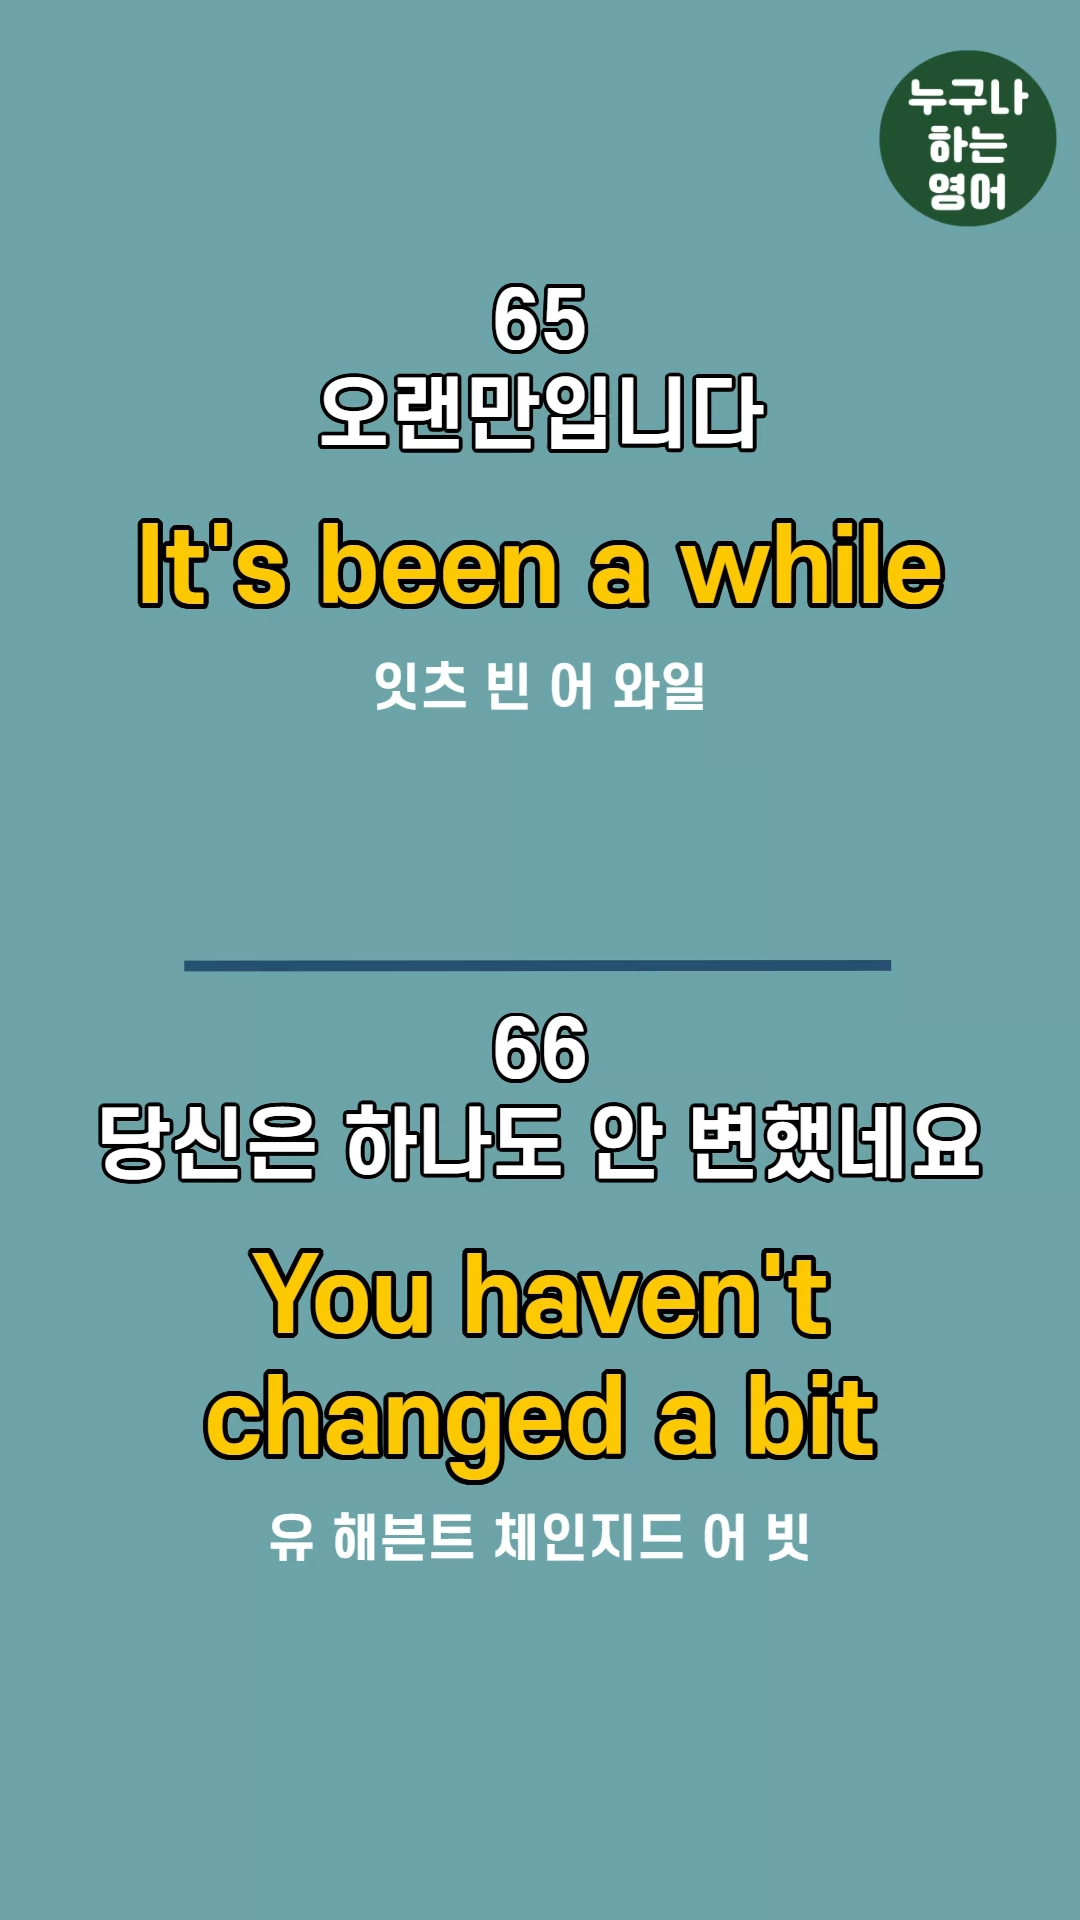 누구나
하는
영어
65
오랜만입니다
It's been a while
잇츠 빈 어 와일
66
당신은 하나도 안 변했네요
You haven't
changed a bit
유 해븐트 체인지드 어 빗